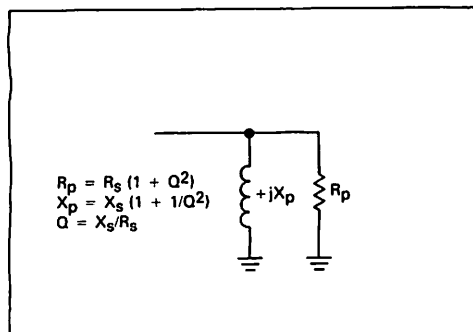 Rp = Rs (1 + Q2)
Xp = Xs (1 + 1/Q2)
Q = Xs/Rs
+jXp
Rp